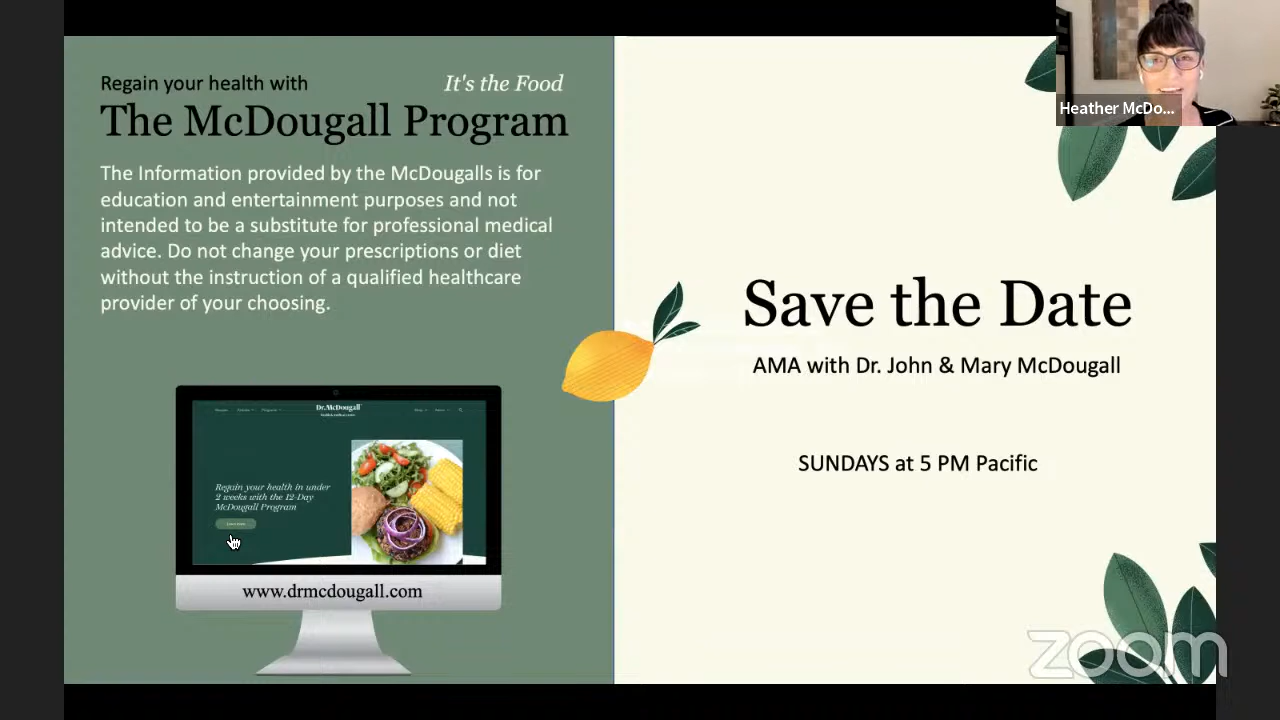 Regain your health with
It's the Food
The McDougall Program
The Information provided by the McDougalls is for
education and entertainment purposes and not
intended to be a substitute for professional medical
advice. Do not change your prescriptions or diet
without the instruction of a qualified healthcare
provider of your choosing.
Dr.McDougall
Regain your health in under
2 weeks with the 12-Day
McDougall Program
www.drmcdougall.com
Heather McDo...
Save the Date
AMA with Dr. John & Mary McDougall
SUNDAYS at 5 PM Pacific
zoom